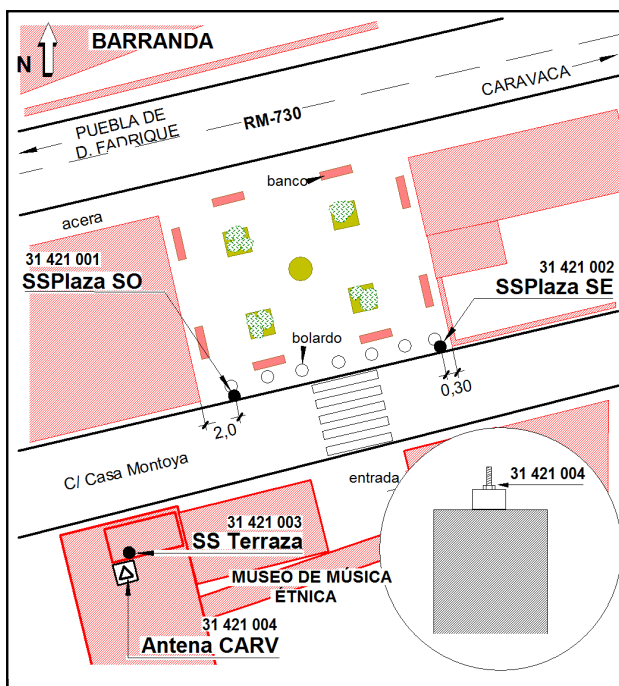 BARRANDA
N
CARAVACA
PUEBLA DE
D. FADRIQUE
RM-730
banco
acera
31 421 001
SSPlaza SO
31 421 002
SSPlaza SE
bolardo
0,30
2,0
C/ Casa Montoya
entrada
31 421 004
31 421 003
SS Terraza
MUSEO DE MÚSICA
ÉTNICA
31 421 004
Antena CARV